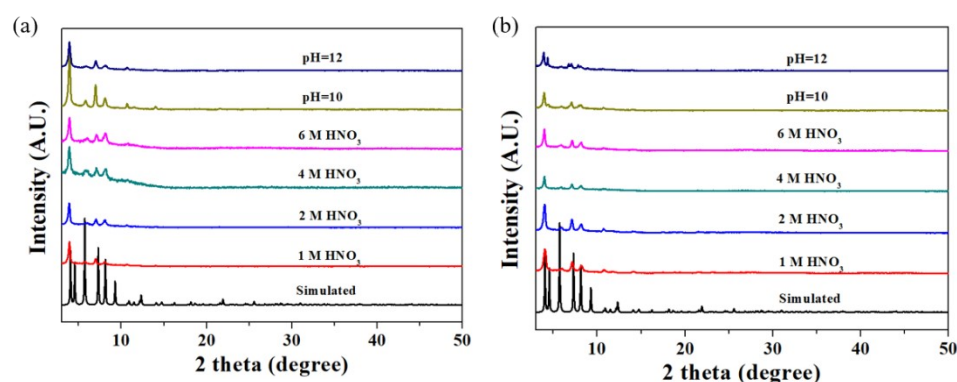 (a)
pH=12
pH=10
6 M HNO₃
4 M HNO₃
2 M HNO₃
1 M HNO₃
Simulated
Intensity (A.U.)
10 20 30 40 50
2 theta (degree)
(b)
pH=12
pH=10
6 M HNO₃
4 M HNO₃
2 M HNO₃
1 M HNO₃
Simulated
Intensity (A.U.)
10 20 30 40 50
2 theta (degree)